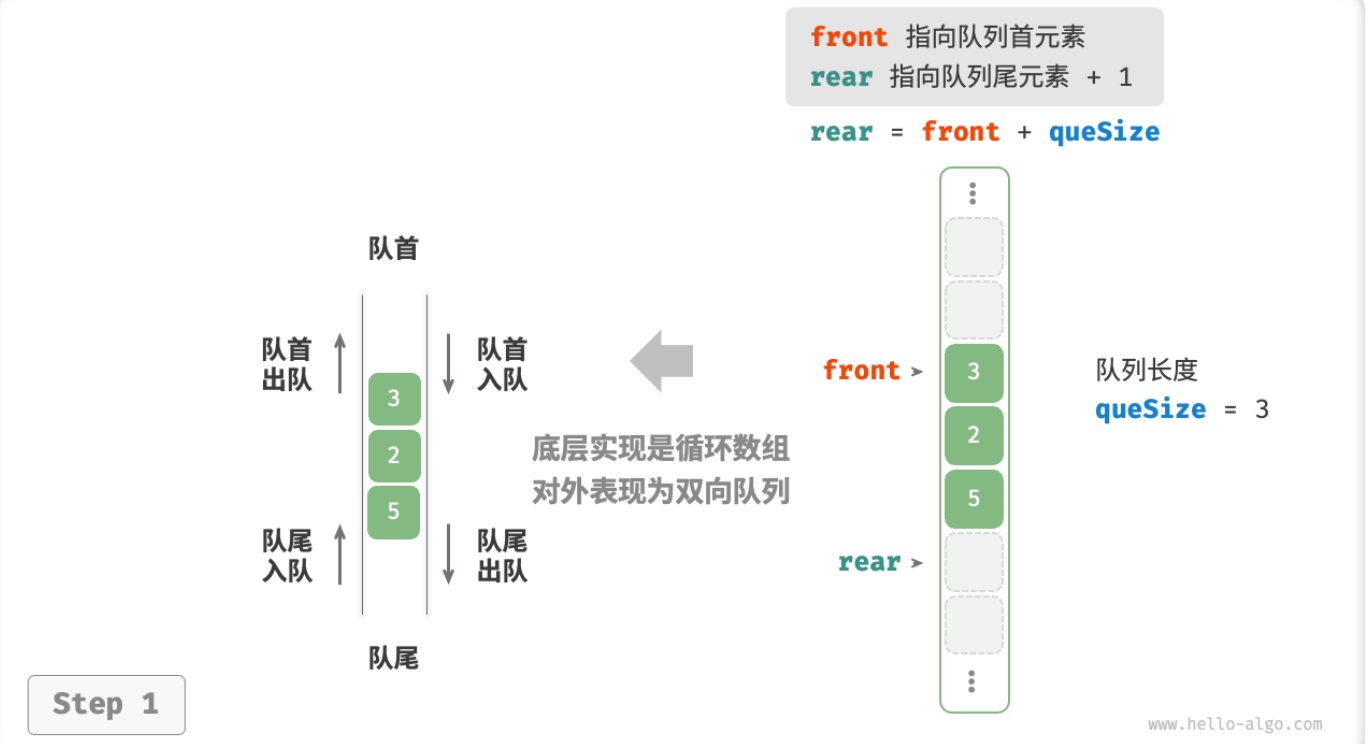 front 指向队列首元素
rear 指向队列尾元素 + 1
rear = front + queSize
队首
队首
出队
队首
入队
3
2
5
队尾
入队
队尾
出队
队尾
底层实现是循环数组
对外表现为双向队列
front
3
2
5
rear
队列长度
queSize = 3
Step 1
www.hello-algo.com